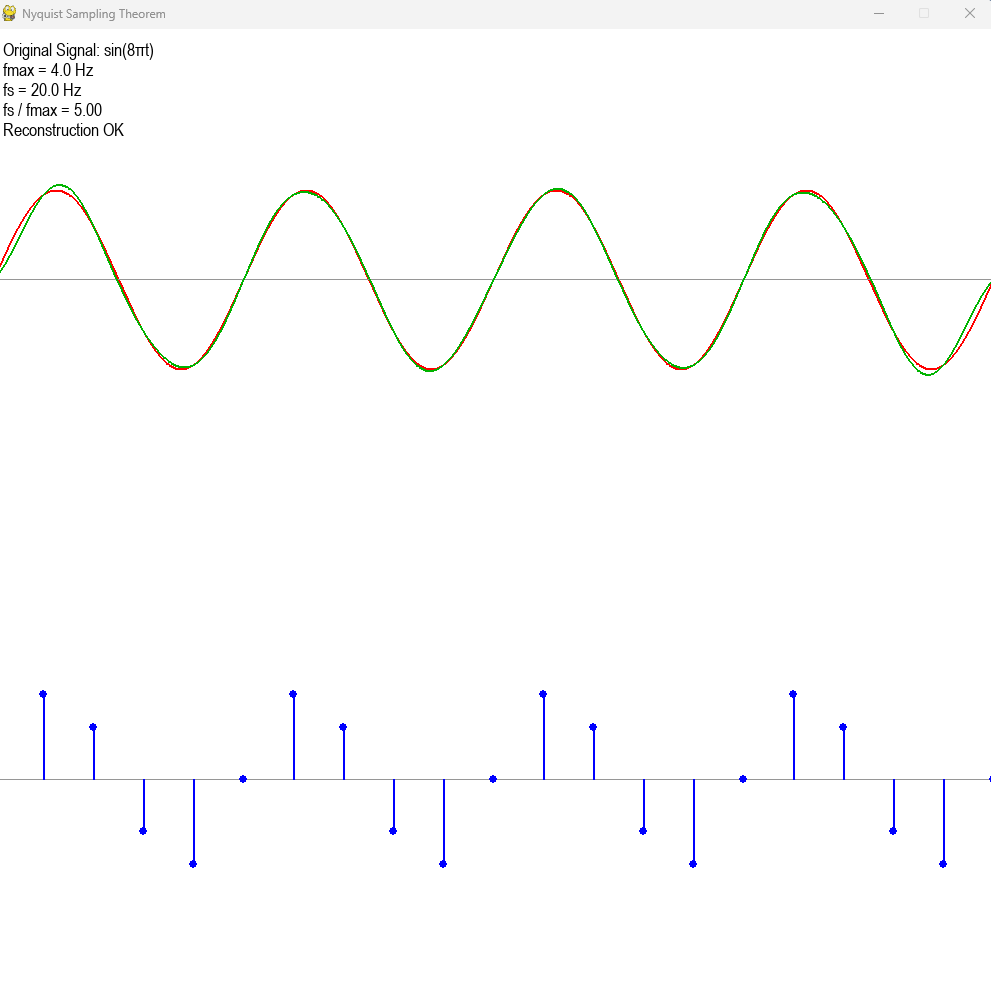 Nyquist Sampling Theorem
Original Signal: sin(8πt)
fmax = 4.0 Hz
fs = 20.0 Hz
fs / fmax = 5.00
Reconstruction OK